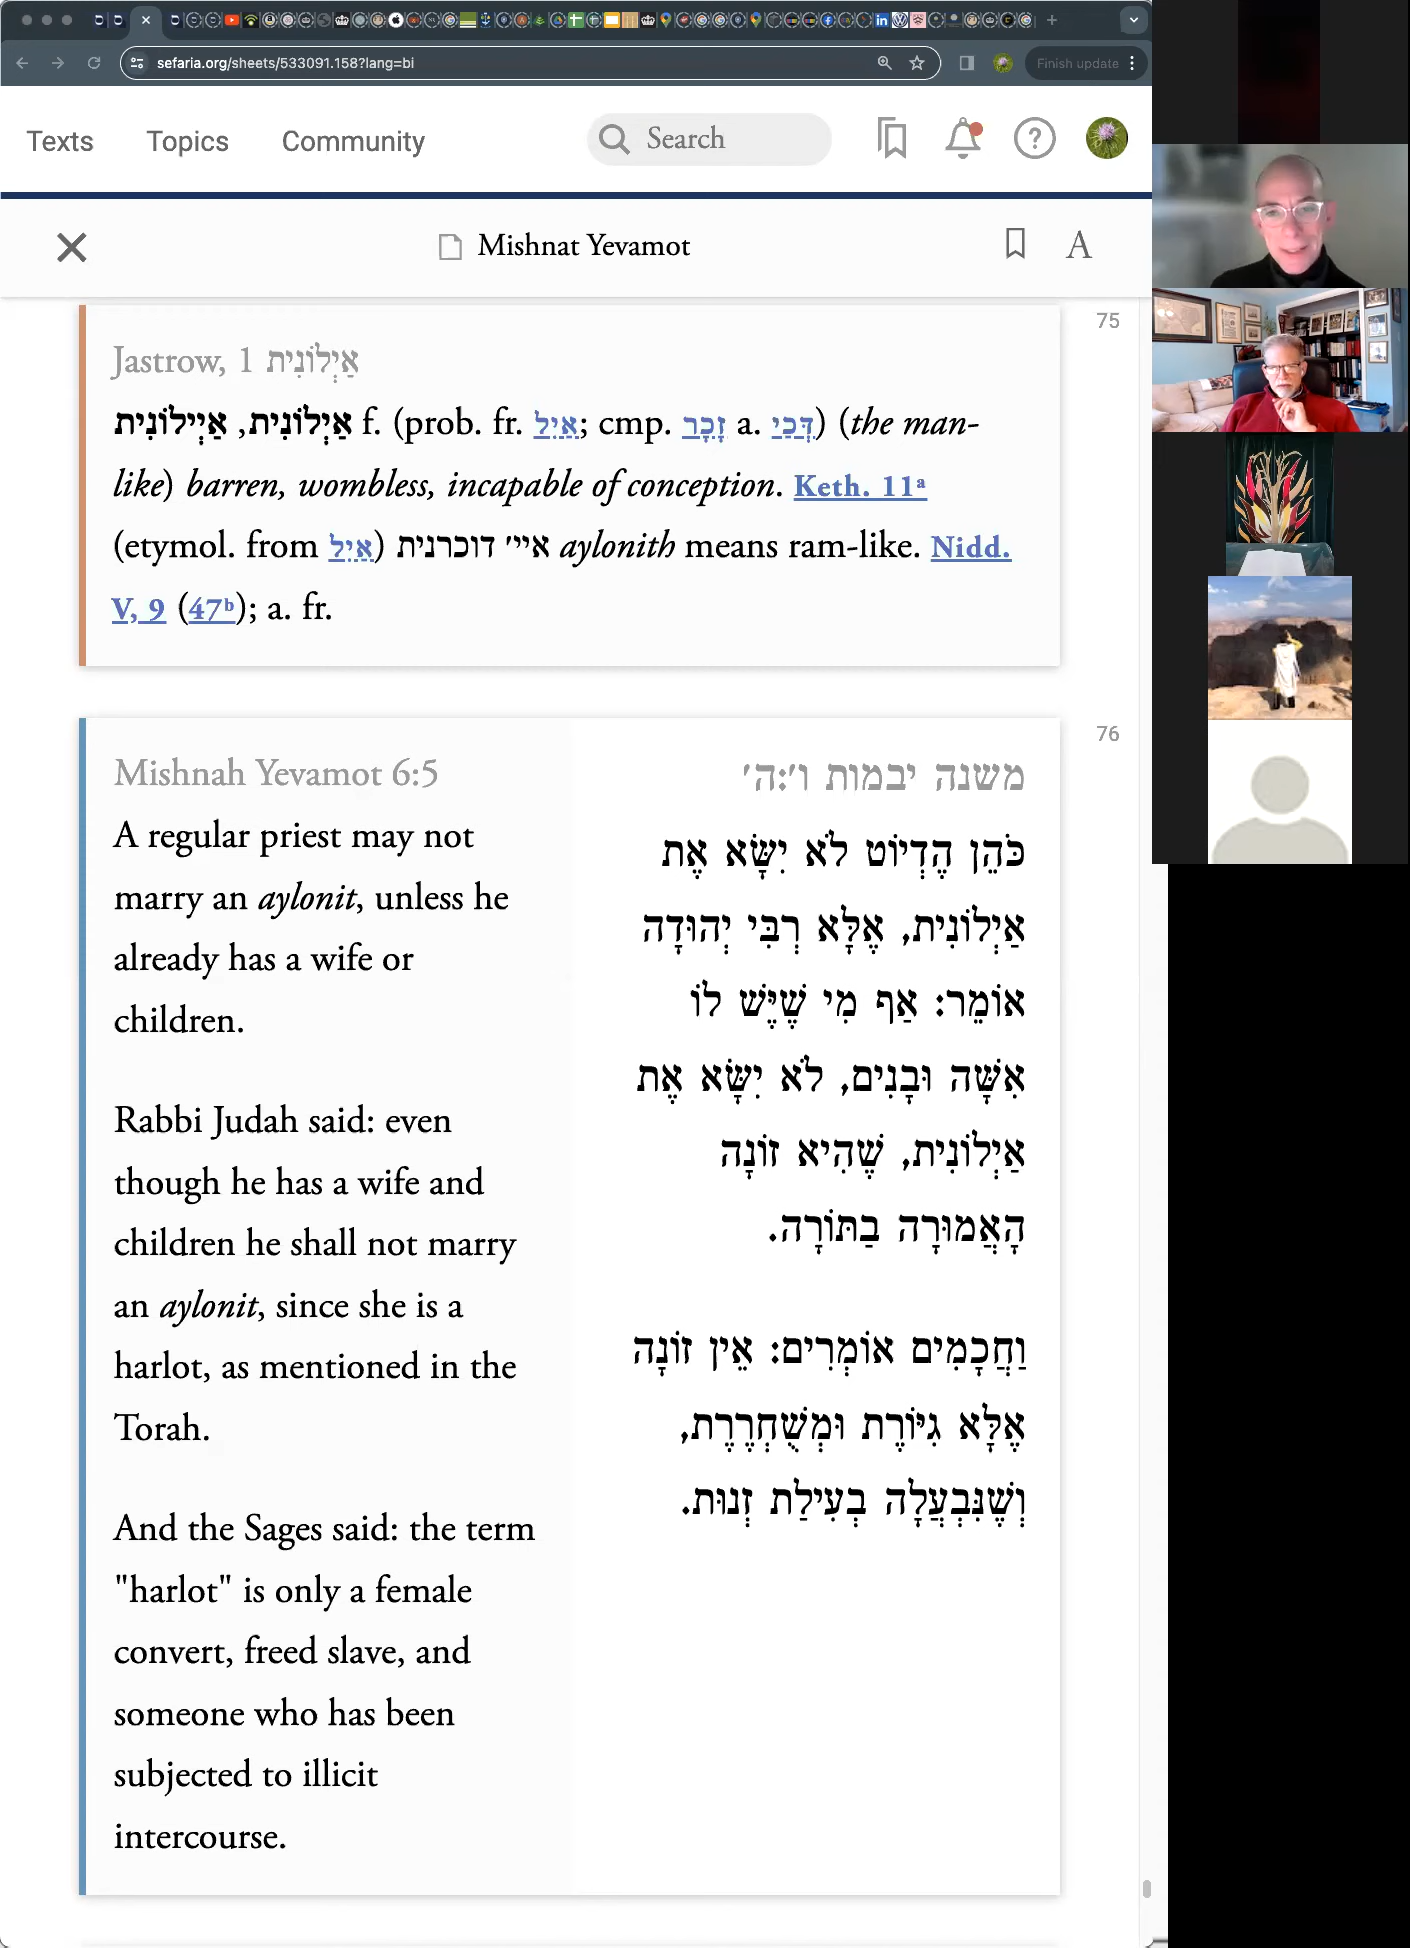 sefaria.org/sheets/533091.158?lang=bi
Finish update
Texts
Topics
Community
Search
Mishnat Yevamot
A
75
Jastrow, אַיְלוֹנִית 1
אַיְלוֹנִית, אַיְילוֹנִית f. (prob. fr. אַיִל; cmp. זָכָר a. דְּכַי) (the man-
like) barren, wombless, incapable of conception. Keth. 11ᵃ
(etymol. from אַיִל) איי׳ דוכרנית aylonith means ram-like. Nidd.
V, 9 (47ᵇ); a. fr.
76
Mishnah Yevamot 6:5
A regular priest may not
marry an aylonit, unless he
already has a wife or
children.
Rabbi Judah said: even
though he has a wife and
children he shall not marry
an aylonit, since she is a
harlot, as mentioned in the
Torah.
And the Sages said: the term
"harlot" is only a female
convert, freed slave, and
someone who has been
subjected to illicit
intercourse.
משנה יבמות ו׳:ה׳
כֹּהֵן הֶדְיוֹט לֹא יִשָּׂא אֶת
אַיְלוֹנִית, אֶלָּא רְבִּי יְהוּדָה
אוֹמֵר: אַף מִי שֶׁיֶּשׁ לוֹ
אִשָּׁה וּבָנִים, לֹא יִשָּׂא אֶת
אַיְלוֹנִית, שֶׁהִיא זוֹנָה
הָאֲמוּרָה בַתּוֹרָה.
וַחֲכָמִים אוֹמְרִים: אֵין זוֹנָה
אֶלָּא גִיּוֹרֶת וּמְשֻׁחְרֶרֶת,
וְשֶׁנִּבְעֲלָה בְעִילַת זְנוּת.